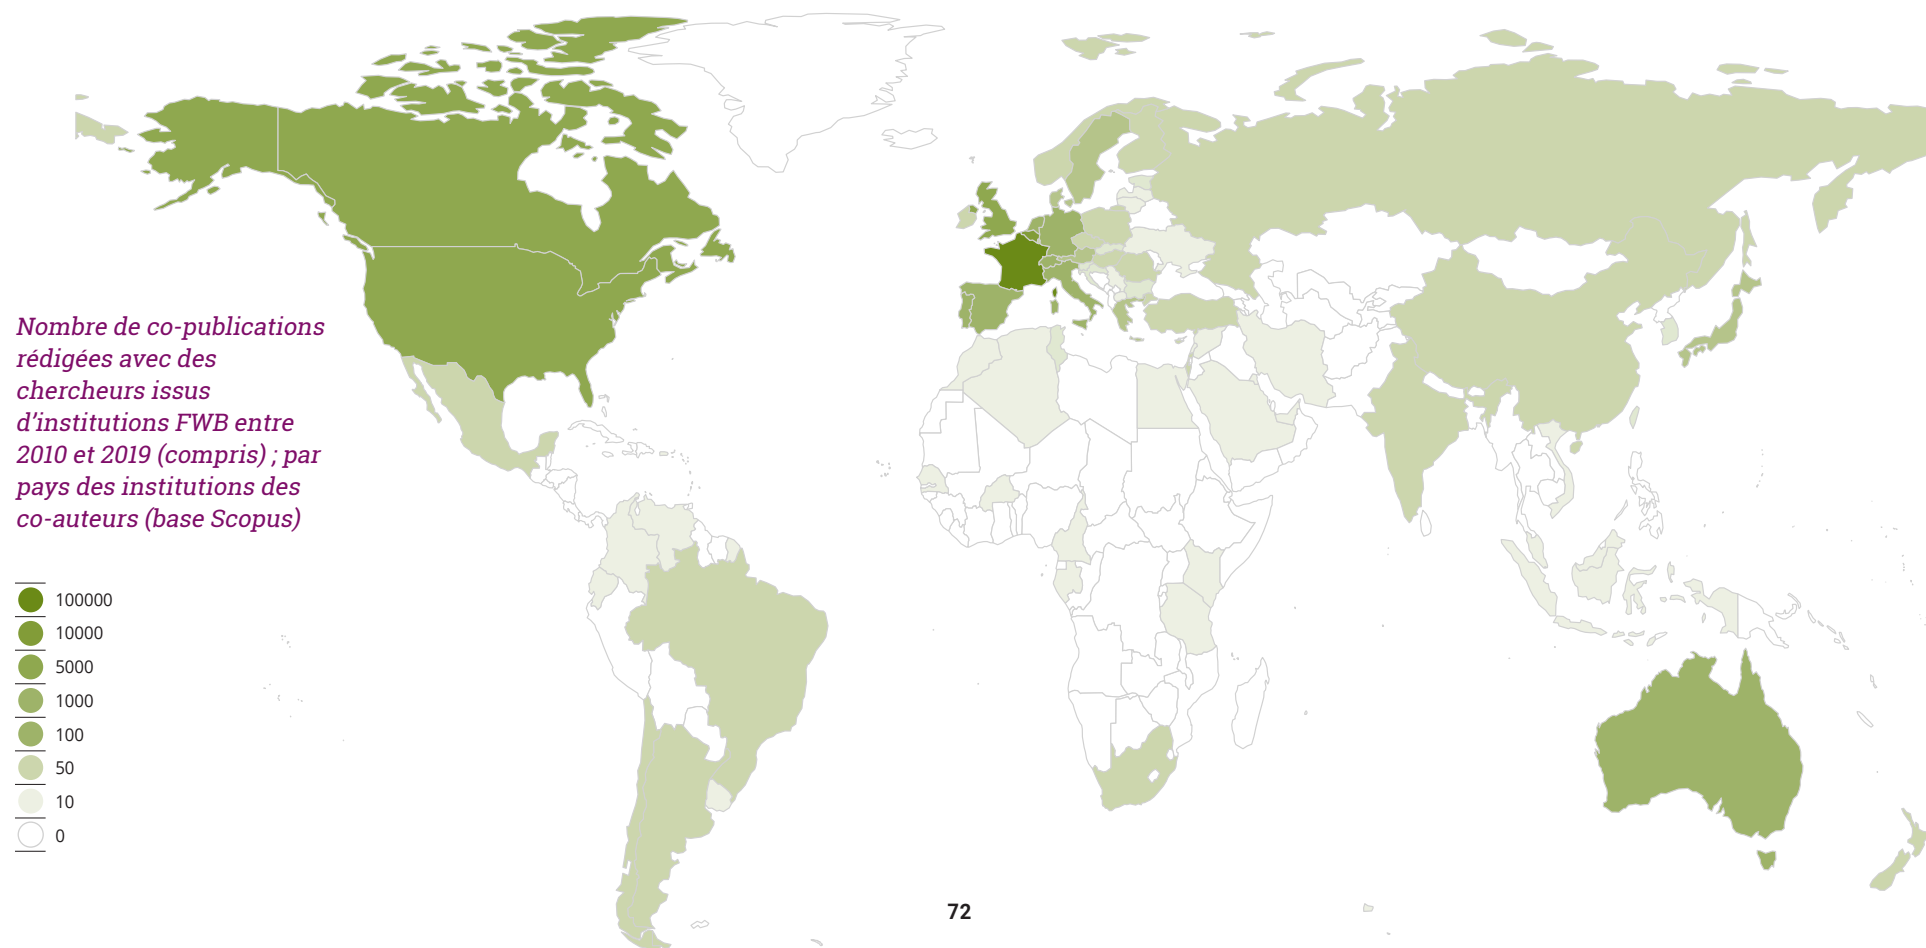 Nombre de co-publications
rédigées avec des
chercheurs issus
d'institutions FWB entre
2010 et 2019 (compris) ; par
pays des institutions des
co-auteurs (base Scopus)
100000
10000
5000
1000
100
50
10
0
72